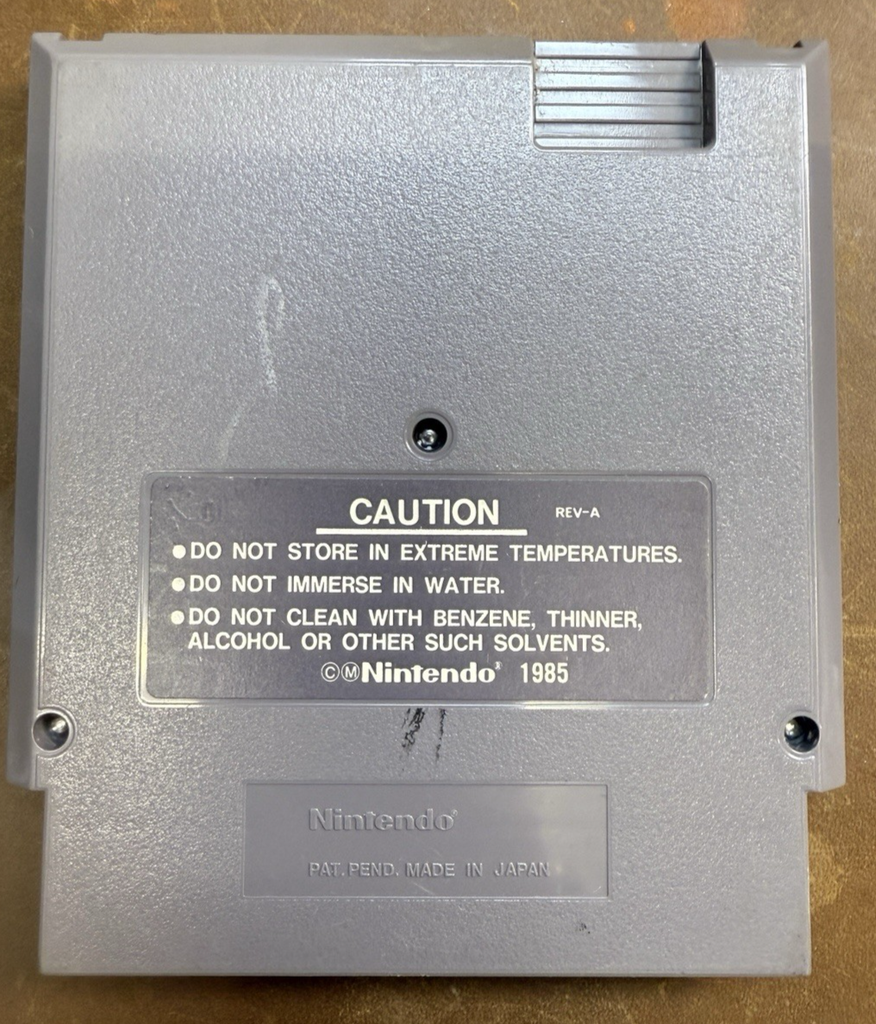 CAUTION REV-A
●DO NOT STORE IN EXTREME TEMPERATURES.
●DO NOT IMMERSE IN WATER.
●DO NOT CLEAN WITH BENZENE, THINNER,
ALCOHOL OR OTHER SUCH SOLVENTS.
©ⓂNintendo® 1985
Nintendo®
PAT. PEND. MADE IN JAPAN